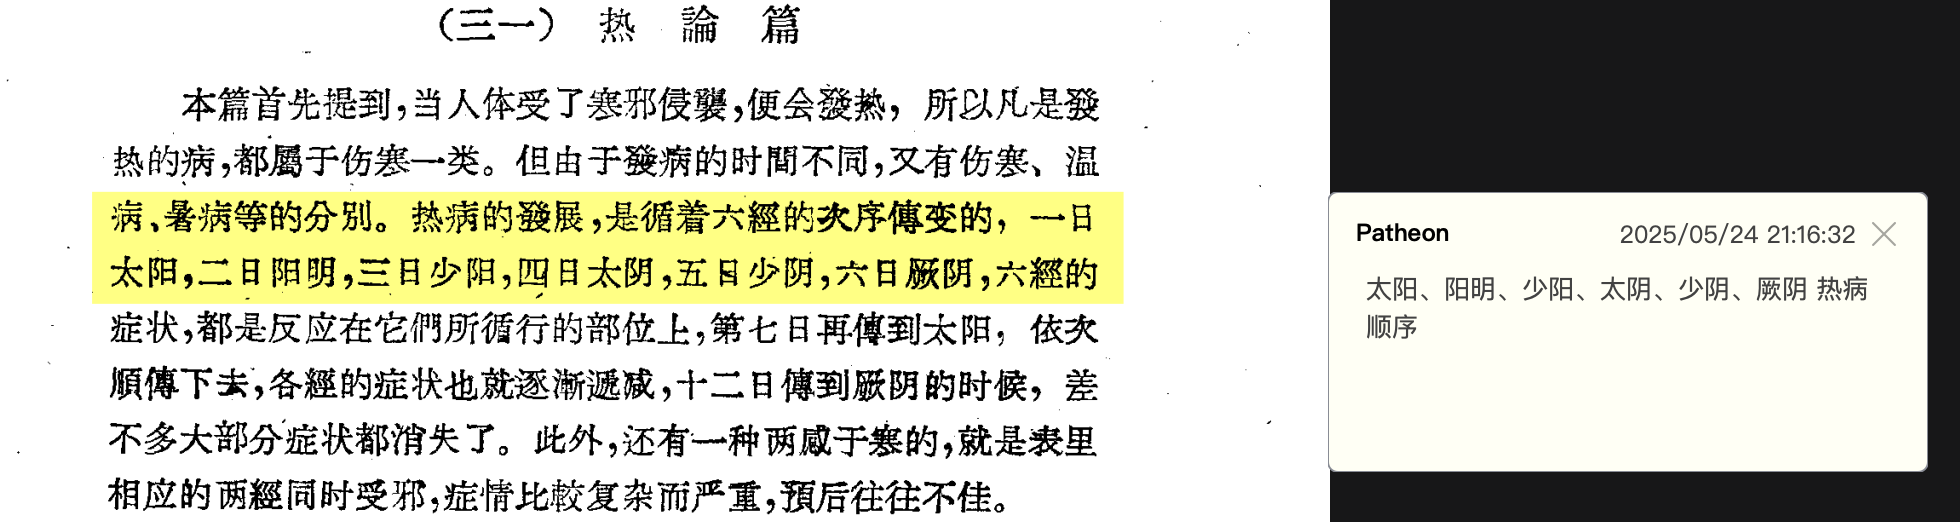 （三一） 热 論 篇
本篇首先提到,当人体受了寒邪侵襲,便会發热，所以凡是發
热的病,都屬于伤寒一类。但由于發病的时間不同,又有伤寒、温
病、暑病等的分别。热病的發展,是循着六經的次序傳变的，一日
太阳,二日阳明,三日少阳,四日太阴,五日少阴,六日厥阴,六經的
症状,都是反应在它們所循行的部位上,第七日再傳到太阳，依次
順傳下去,各經的症状也就逐漸遞减,十二日傳到厥阴的时候，差
不多大部分症状都消失了。此外,还有一种两感于寒的,就是表里
相应的两經同时受邪,症情比較复杂而严重,預后往往不佳。
Patheon 2025/05/24 21:16:32
太阳、阳明、少阳、太阴、少阴、厥阴 热病
顺序